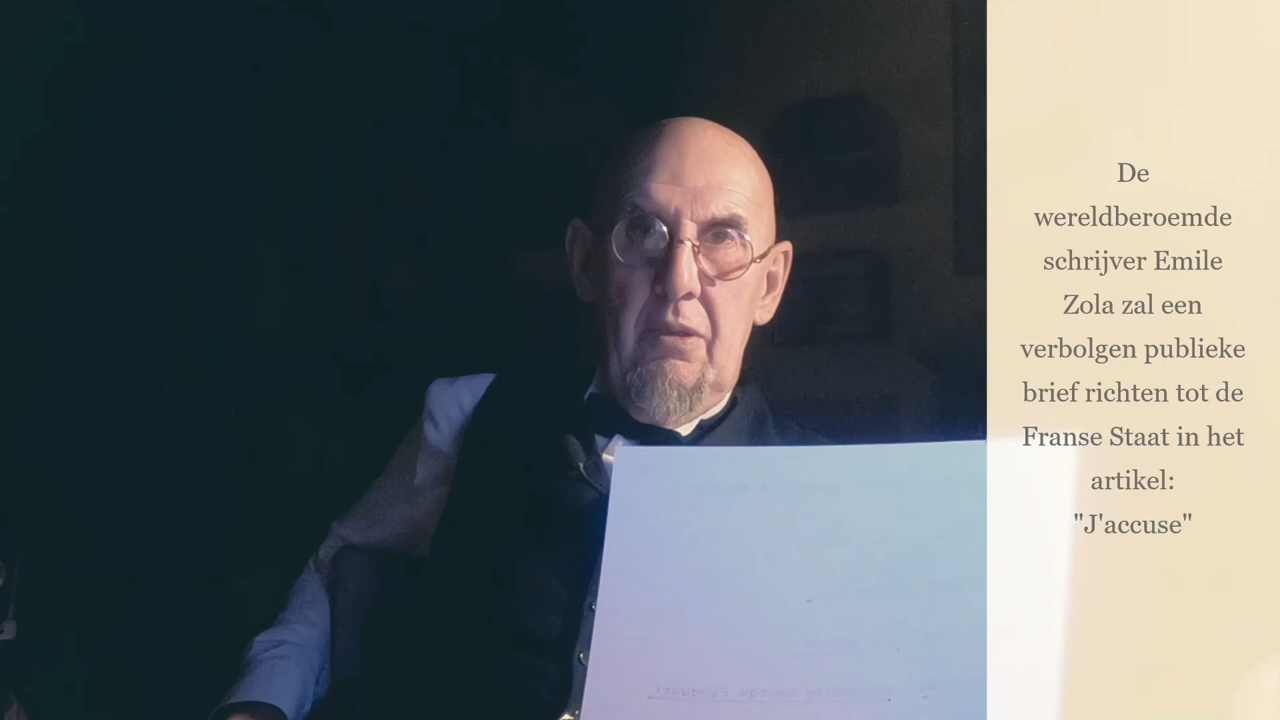 De
wereldberoemde
schrijver Emile
Zola zal een
verbolgen publieke
brief richten tot de
Franse Staat in het
artikel:
"J'accuse"